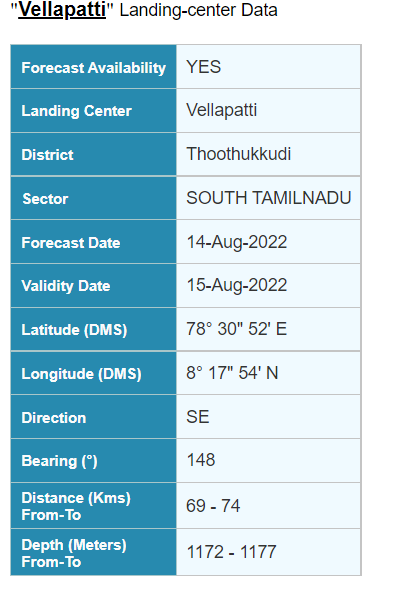 "Vellapatti" Landing-center Data
Forecast Availability YES
Landing Center Vellapatti
District Thoothukkudi
Sector SOUTH TAMILNADU
Forecast Date 14-Aug-2022
Validity Date 15-Aug-2022
Latitude (DMS) 78° 30" 52' E
Longitude (DMS) 8° 17" 54' N
Direction SE
Bearing (°) 148
Distance (Kms)
From-To 69 - 74
Depth (Meters)
From-To 1172 - 1177